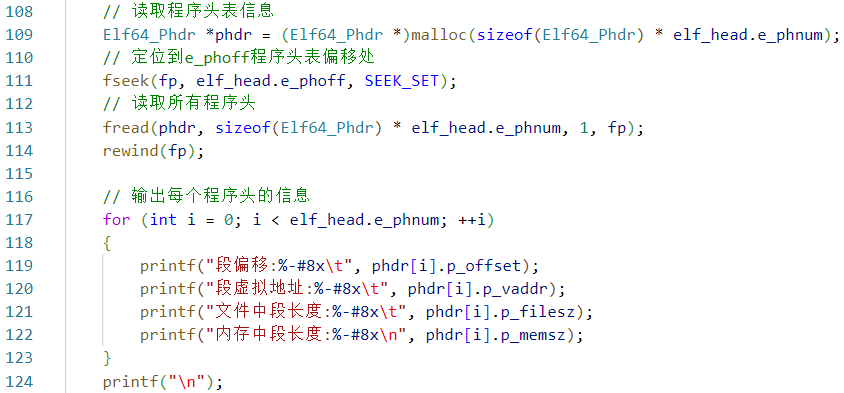 108 // 读取程序头表信息
109 Elf64_Phdr *phdr = (Elf64_Phdr *)malloc(sizeof(Elf64_Phdr) * elf_head.e_phnum);
110 // 定位到e_phoff程序头表偏移处
111 fseek(fp, elf_head.e_phoff, SEEK_SET);
112 // 读取所有程序头
113 fread(phdr, sizeof(Elf64_Phdr) * elf_head.e_phnum, 1, fp);
114 rewind(fp);
115
116 // 输出每个程序头的信息
117 for (int i = 0; i < elf_head.e_phnum; ++i)
118 {
119 printf("段偏移:%-#8x\t", phdr[i].p_offset);
120 printf("段虚拟地址:%-#8x\t", phdr[i].p_vaddr);
121 printf("文件中段长度:%-#8x\t", phdr[i].p_filesz);
122 printf("内存中段长度:%-#8x\n", phdr[i].p_memsz);
123 }
124 printf("\n");